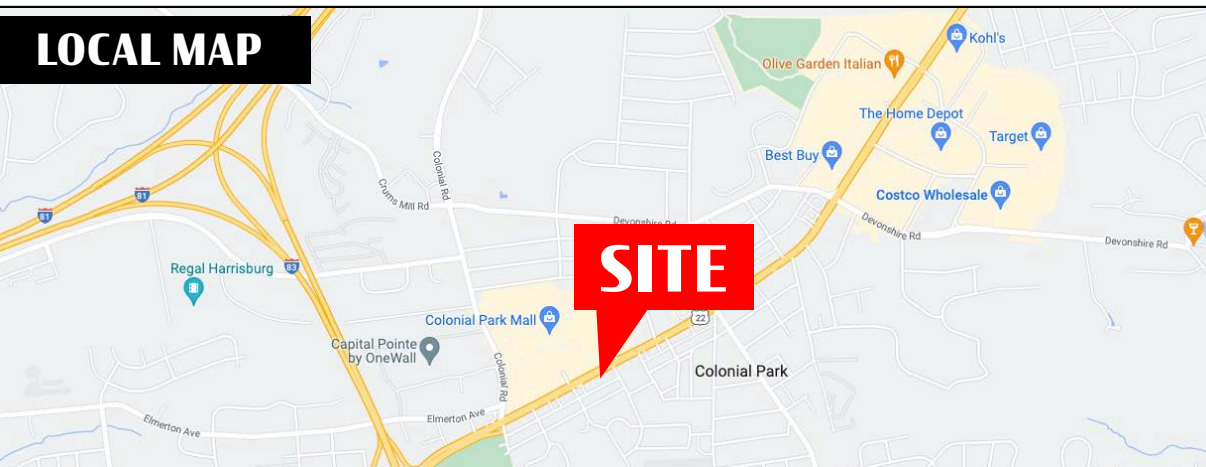 LOCAL MAP
Kohl's
Olive Garden Italian
The Home Depot
Target
Best Buy
Colonial Rd
Crums Mill Rd
Costco Wholesale
81
81
Devonshire Rd
Devonshire Rd
Devonshire Rd
SITE
Regal Harrisburg
83
Colonial Park Mall
22
Capital Pointe
by OneWall
Colonial Rd
Colonial Park
Elmerton Ave
Elmerton Ave